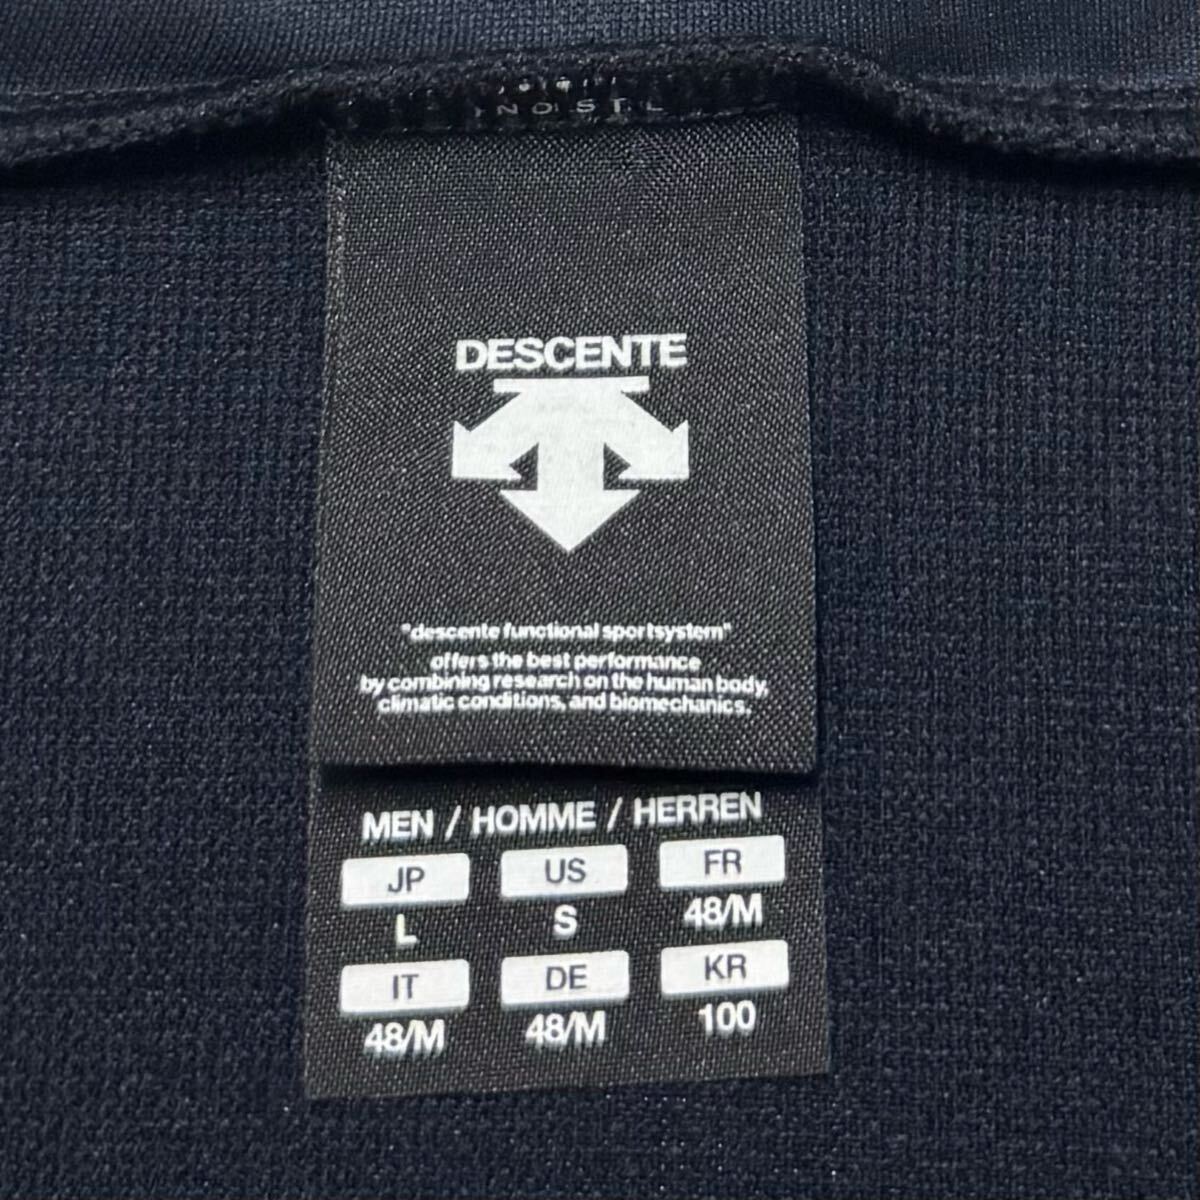 DESCENTE
"descente functional sportsystem"
offers the best performance
by combining research on the human body,
climatic conditions, and biomechanics.
MEN / HOMME / HERREN
JP US FR
L S 48/M
IT DE KR
48/M 48/M 100